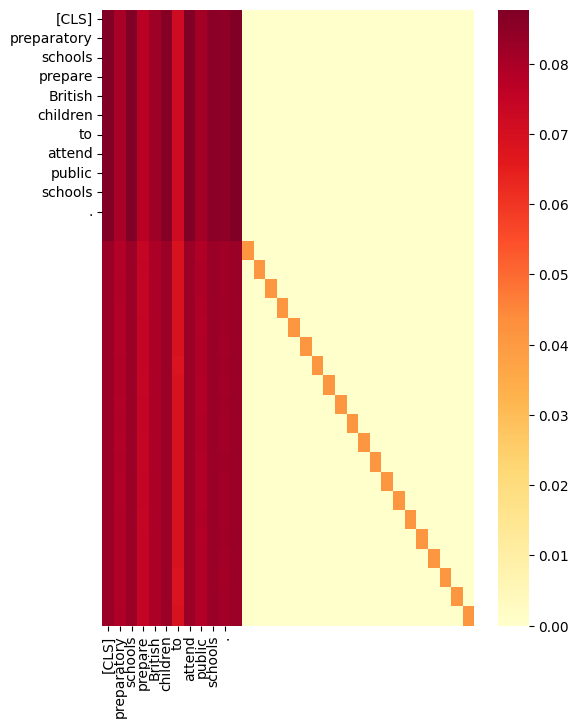 [CLS]
preparatory
schools
prepare
British
children
to
attend
public
schools
.
0.08
0.07
0.06
0.05
0.04
0.03
0.02
0.01
0.00
[CLS]
preparatory
schools
prepare
British
children
to
attend
public
schools
.